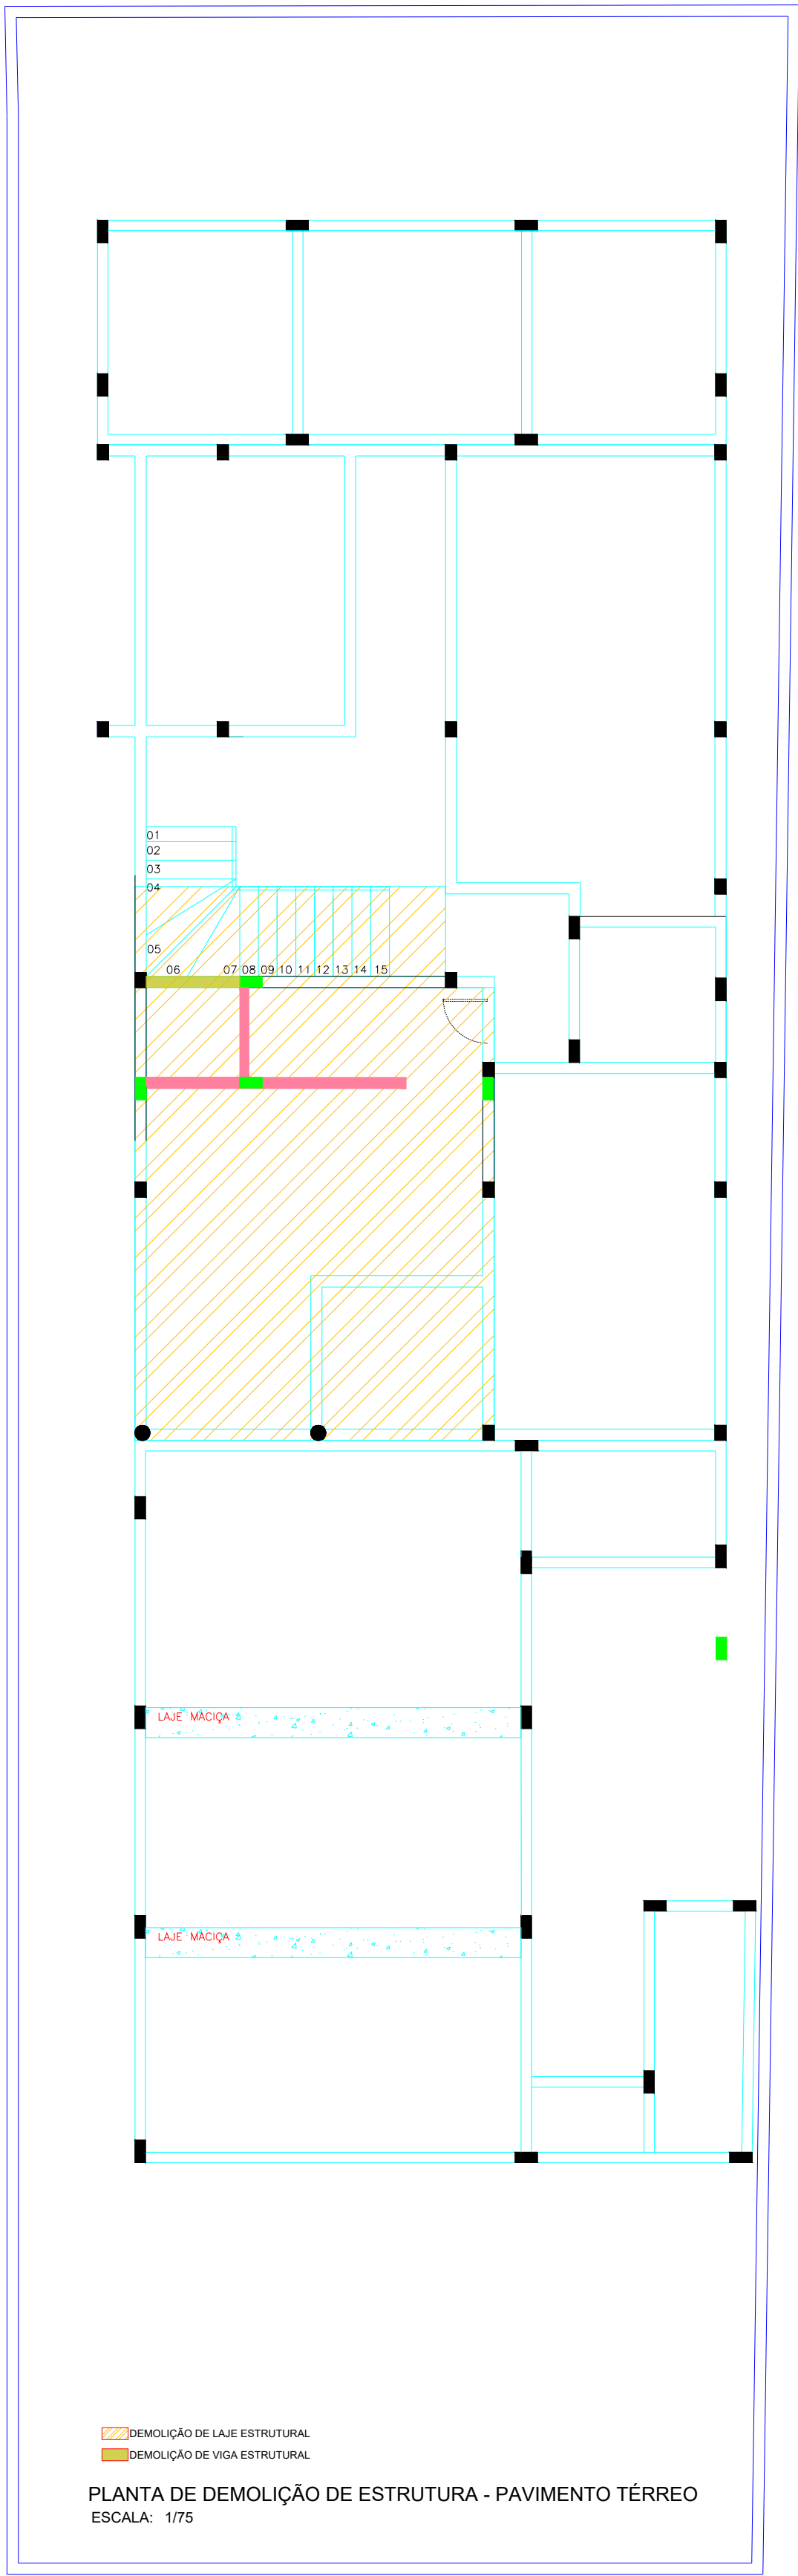 01
02
03
04
05
06 07 08 09 10 11 12 13 14 15
LAJE MACIÇA
LAJE MACIÇA
DEMOLIÇÃO DE LAJE ESTRUTURAL
DEMOLIÇÃO DE VIGA ESTRUTURAL
PLANTA DE DEMOLIÇÃO DE ESTRUTURA - PAVIMENTO TÉRREO
ESCALA: 1/75